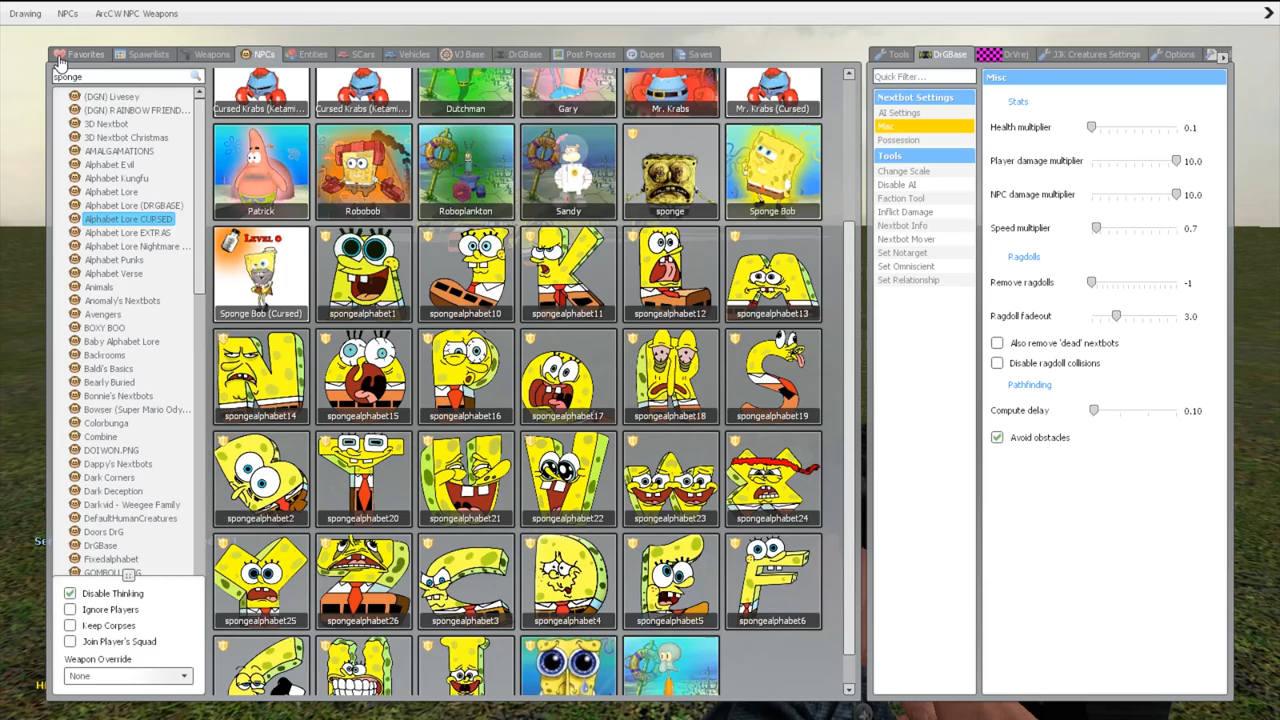 Drawing NPCs ArcCW NPC Weapons
Favorites Spawnlists Weapons NPCs Entities SCars Vehicles VJ Base DrGBase Post Process Dupes Saves
Tools DrGBase DrVrej JJK Creatures Settings Options
sponge
(DGN) Livesey
(DGN) RAINBOW FRIEND...
3D Nextbot
3D Nextbot Christmas
AMALGAMATIONS
Alphabet Evil
Alphabet Kungfu
Alphabet Lore
Alphabet Lore (DRGBASE)
Alphabet Lore CURSED
Alphabet Lore EXTRAS
Alphabet Lore Nightmare ...
Alphabet Punks
Alphabet Verse
Animals
Anomaly's Nextbots
Avengers
BOXY BOO
Baby Alphabet Lore
Backrooms
Baldi's Basics
Bearly Buried
Bonnie's Nextbots
Bowser (Super Mario Ody...
Colorbunga
Combine
DOIWON.PNG
Dappy's Nextbots
Dark Corners
Dark Deception
Darkvid - Weegee Family
DefaultHumanCreatures
Doors DrG
DrGBase
Fixedalphabet
Disable Thinking
Ignore Players
Keep Corpses
Join Player's Squad
Weapon Override
None
Cursed Krabs (Ketami... Cursed Krabs (Ketami... Dutchman Gary Mr. Krabs Mr. Krabs (Cursed)
Patrick Robobob Roboplankton Sandy sponge Sponge Bob
LEVEL 0
Sponge Bob (Cursed) spongealphabet1 spongealphabet10 spongealphabet11 spongealphabet12 spongealphabet13
spongealphabet14 spongealphabet15 spongealphabet16 spongealphabet17 spongealphabet18 spongealphabet19
spongealphabet2 spongealphabet20 spongealphabet21 spongealphabet22 spongealphabet23 spongealphabet24
spongealphabet25 spongealphabet26 spongealphabet3 spongealphabet4 spongealphabet5 spongealphabet6
Quick Filter...
Nextbot Settings
AI Settings
Misc
Possession
Tools
Change Scale
Disable AI
Faction Tool
Inflict Damage
Nextbot Info
Nextbot Mover
Set Notarget
Set Omniscient
Set Relationship
Misc
Stats
Health multiplier 0.1
Player damage multiplier 10.0
NPC damage multiplier 10.0
Speed multiplier 0.7
Ragdolls
Remove ragdolls -1
Ragdoll fadeout 3.0
Also remove 'dead' nextbots
Disable ragdoll collisions
Pathfinding
Compute delay 0.10
Avoid obstacles